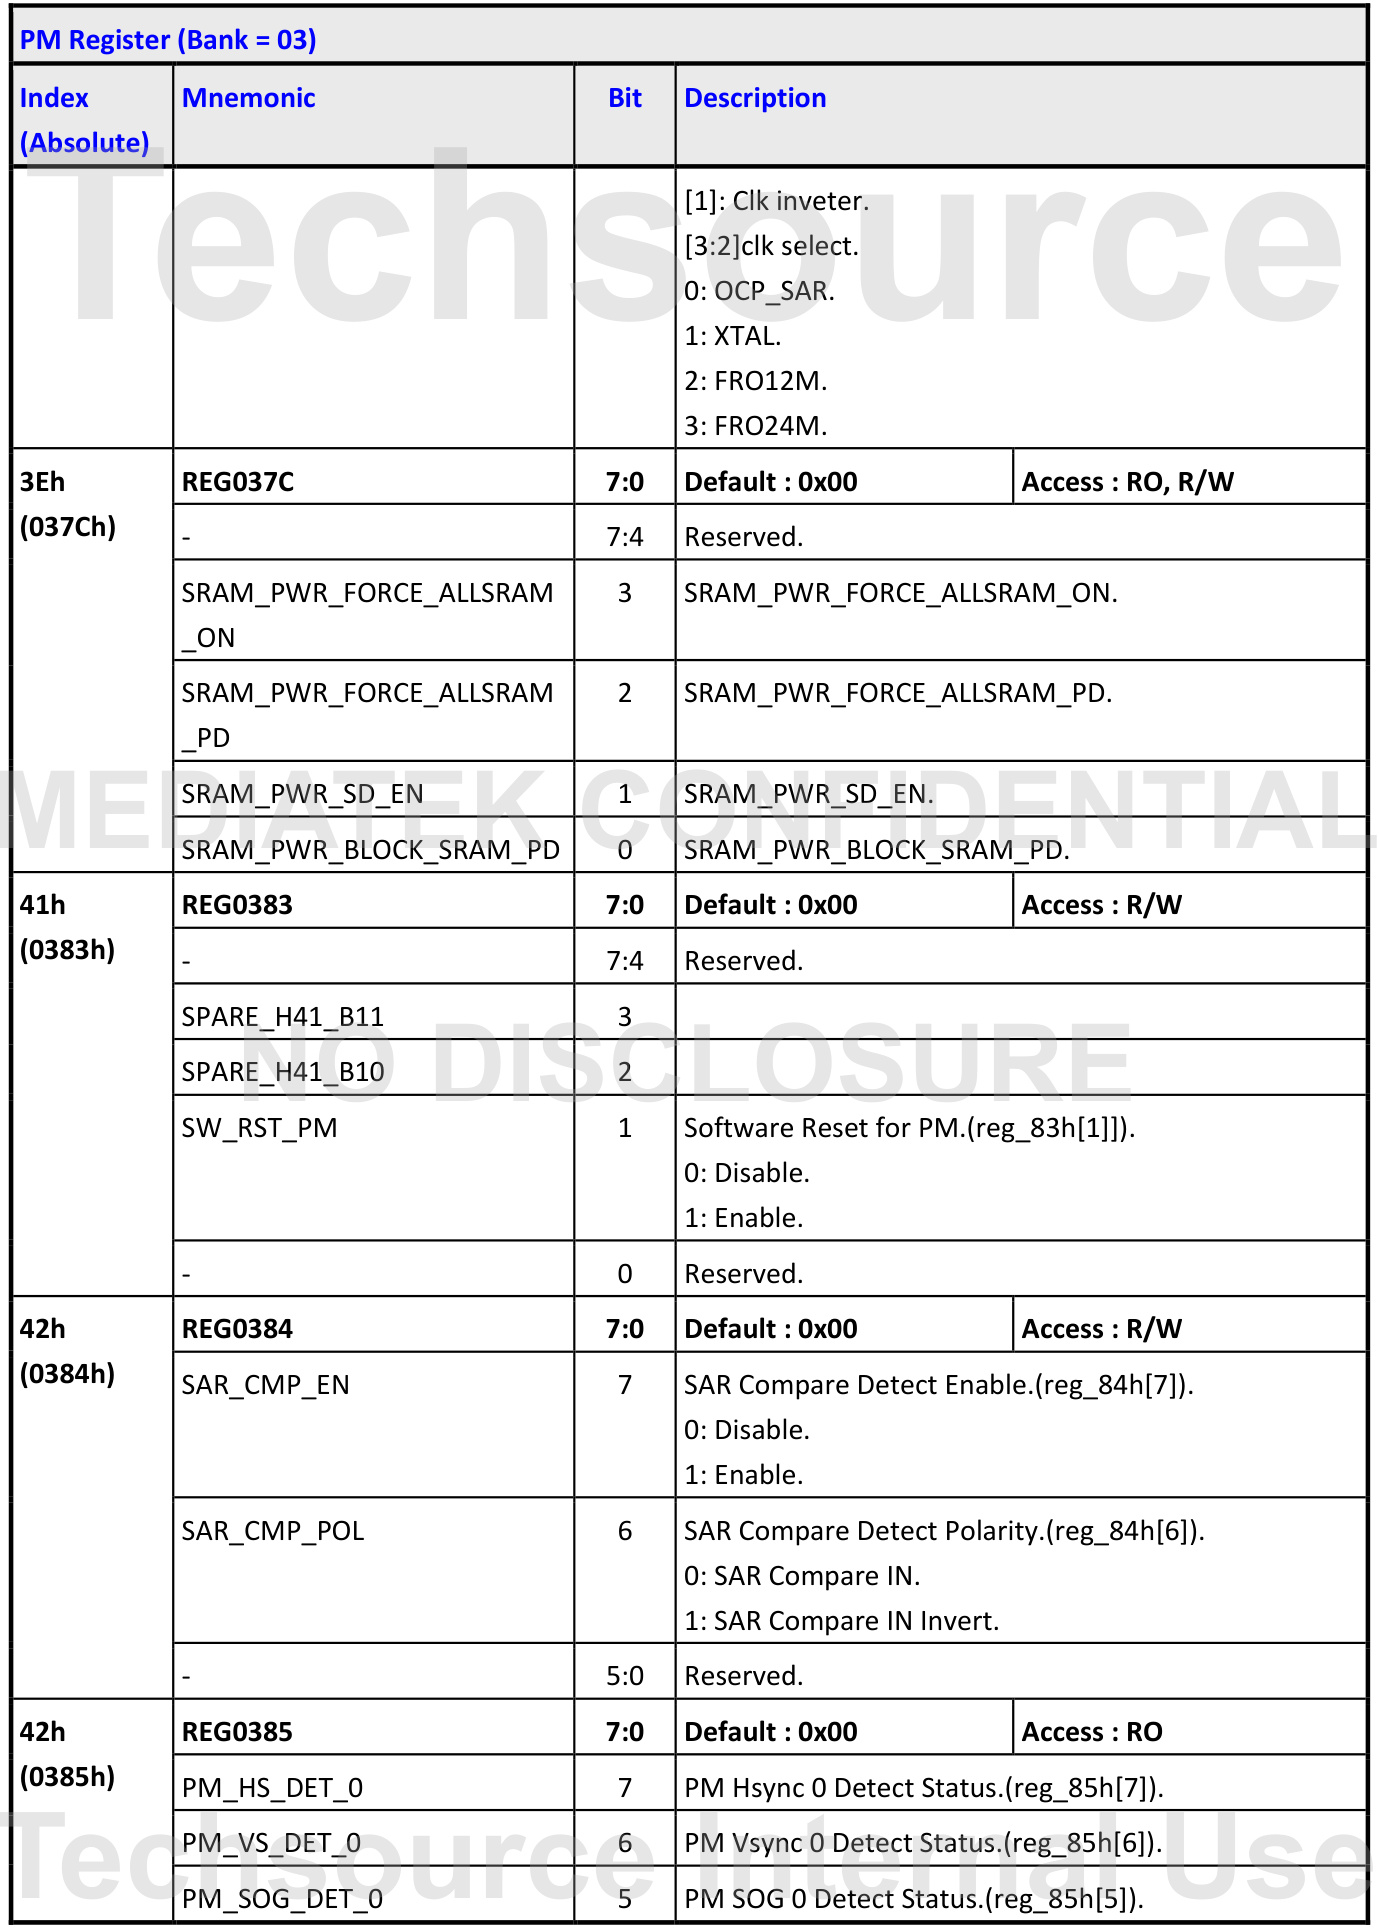 PM Register (Bank = 03)
Index
(Absolute)
Mnemonic
Bit
Description
[1]: Clk inveter.
[3:2]clk select.
0: OCP_SAR.
1: XTAL.
2: FRO12M.
3: FRO24M.
3Eh
(037Ch)
REG037C
7:0
Default : 0x00
Access : RO, R/W
-
7:4
Reserved.
SRAM_PWR_FORCE_ALLSRAM
_ON
3
SRAM_PWR_FORCE_ALLSRAM_ON.
SRAM_PWR_FORCE_ALLSRAM
_PD
2
SRAM_PWR_FORCE_ALLSRAM_PD.
SRAM_PWR_SD_EN
1
SRAM_PWR_SD_EN.
SRAM_PWR_BLOCK_SRAM_PD
0
SRAM_PWR_BLOCK_SRAM_PD.
41h
(0383h)
REG0383
7:0
Default : 0x00
Access : R/W
-
7:4
Reserved.
SPARE_H41_B11
3
SPARE_H41_B10
2
SW_RST_PM
1
Software Reset for PM.(reg_83h[1]]).
0: Disable.
1: Enable.
-
0
Reserved.
42h
(0384h)
REG0384
7:0
Default : 0x00
Access : R/W
SAR_CMP_EN
7
SAR Compare Detect Enable.(reg_84h[7]).
0: Disable.
1: Enable.
SAR_CMP_POL
6
SAR Compare Detect Polarity.(reg_84h[6]).
0: SAR Compare IN.
1: SAR Compare IN Invert.
-
5:0
Reserved.
42h
(0385h)
REG0385
7:0
Default : 0x00
Access : RO
PM_HS_DET_0
7
PM Hsync 0 Detect Status.(reg_85h[7]).
PM_VS_DET_0
6
PM Vsync 0 Detect Status.(reg_85h[6]).
PM_SOG_DET_0
5
PM SOG 0 Detect Status.(reg_85h[5]).
Techsource
MEDIATEK CONFIDENTIAL
NO DISCLOSURE
Techsource Internal Use